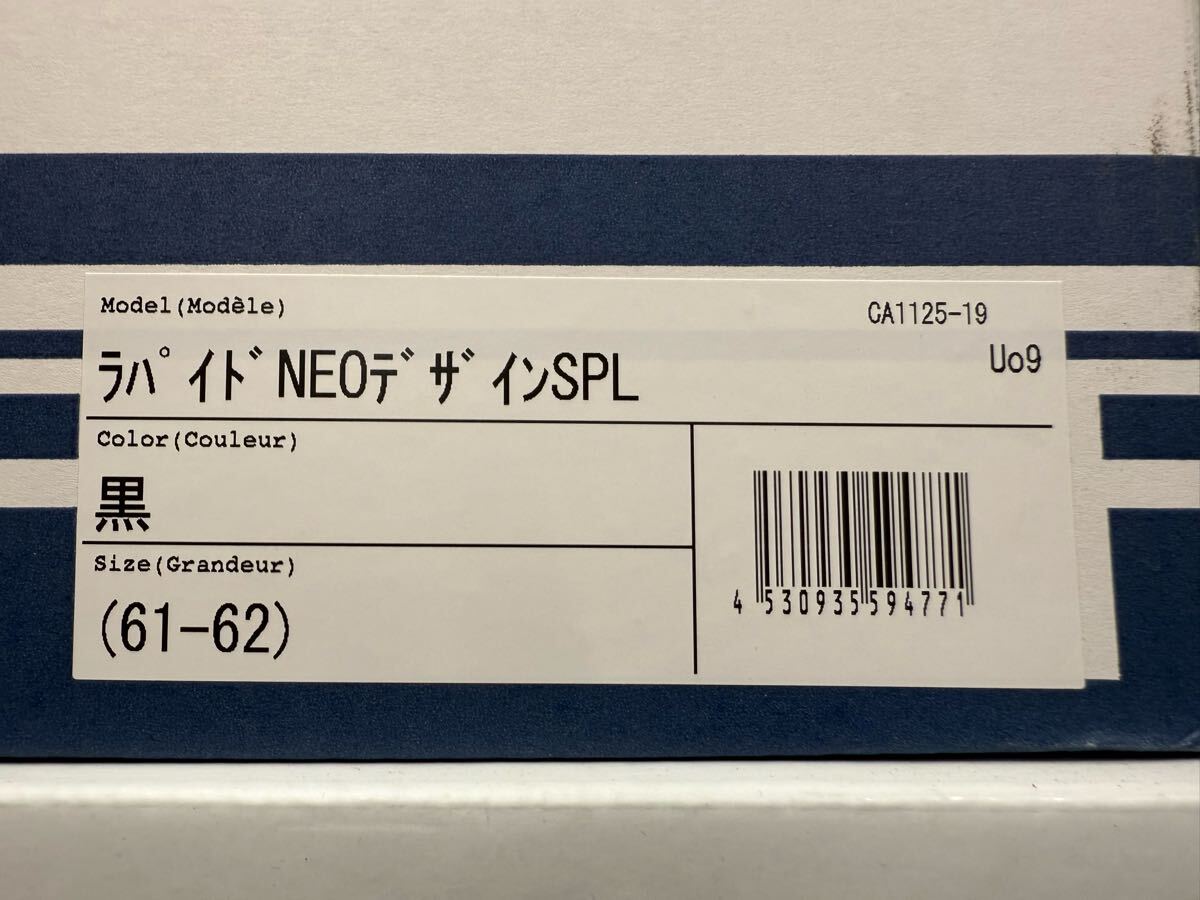 Model(Modèle)
CA1125-19
ﾗﾊﾟｲﾄﾞNEOﾃﾞｻﾞｲﾝSPL
Uo9
Color(Couleur)
黒
Size(Grandeur)
(61-62)
4 530935 594771